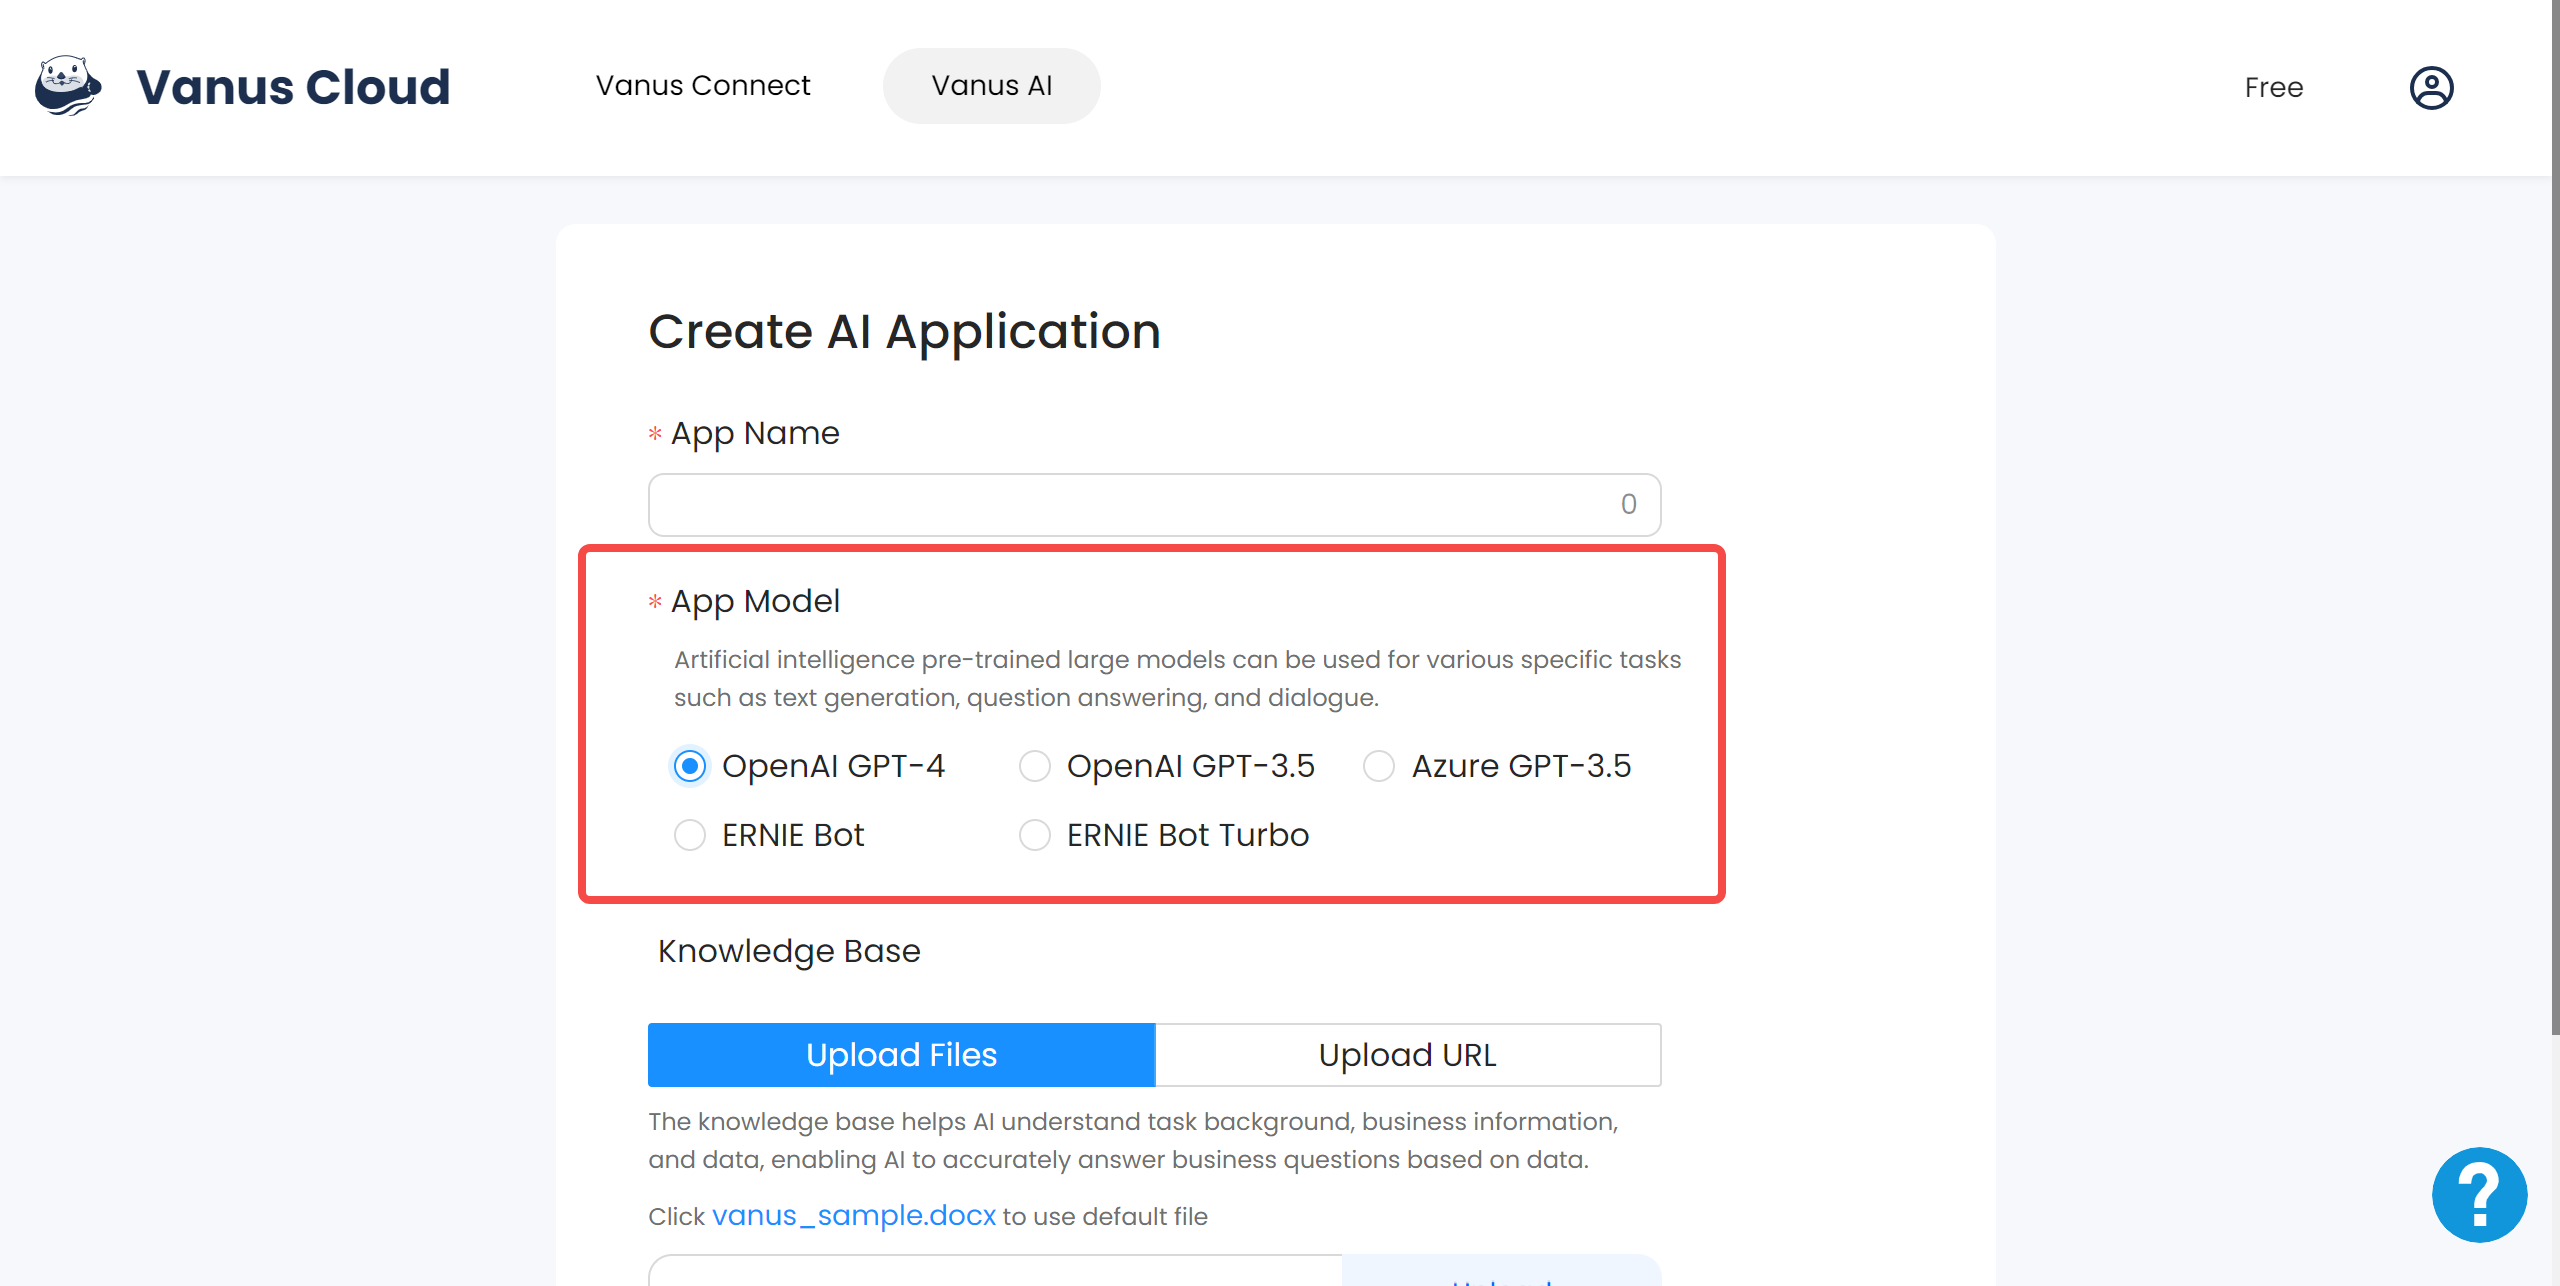 Vanus Cloud
Vanus Connect
Vanus AI
Free
Create AI Application
* App Name
0
* App Model
Artificial intelligence pre-trained large models can be used for various specific tasks
such as text generation, question answering, and dialogue.
OpenAI GPT-4
OpenAI GPT-3.5
Azure GPT-3.5
ERNIE Bot
ERNIE Bot Turbo
Knowledge Base
Upload Files
Upload URL
The knowledge base helps AI understand task background, business information,
and data, enabling AI to accurately answer business questions based on data.
Click vanus_sample.docx to use default file
?